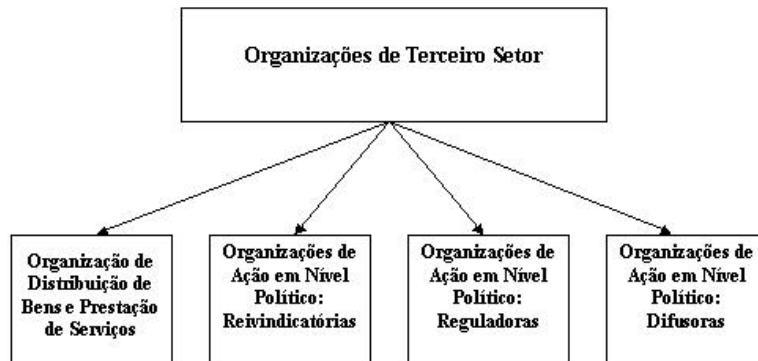 Organizações de Terceiro Setor
Organização de
Distribuição de
Bens e Prestação
de Serviços
Organizações de
Ação em Nível
Político:
Reivindicatórias
Organizações de
Ação em Nível
Político:
Reguladoras
Organizações de
Ação em Nível
Político:
Difusoras